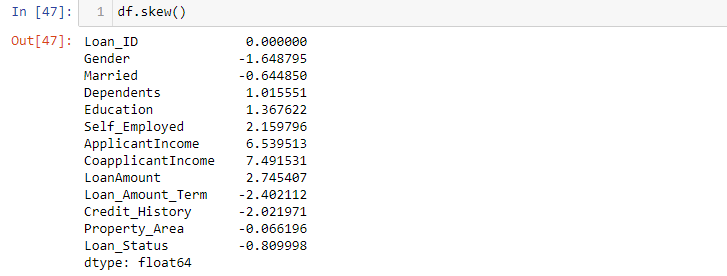 In [47]: 1 df.skew()
Out[47]: Loan_ID 0.000000
Gender -1.648795
Married -0.644850
Dependents 1.015551
Education 1.367622
Self_Employed 2.159796
ApplicantIncome 6.539513
CoapplicantIncome 7.491531
LoanAmount 2.745407
Loan_Amount_Term -2.402112
Credit_History -2.021971
Property_Area -0.066196
Loan_Status -0.809998
dtype: float64